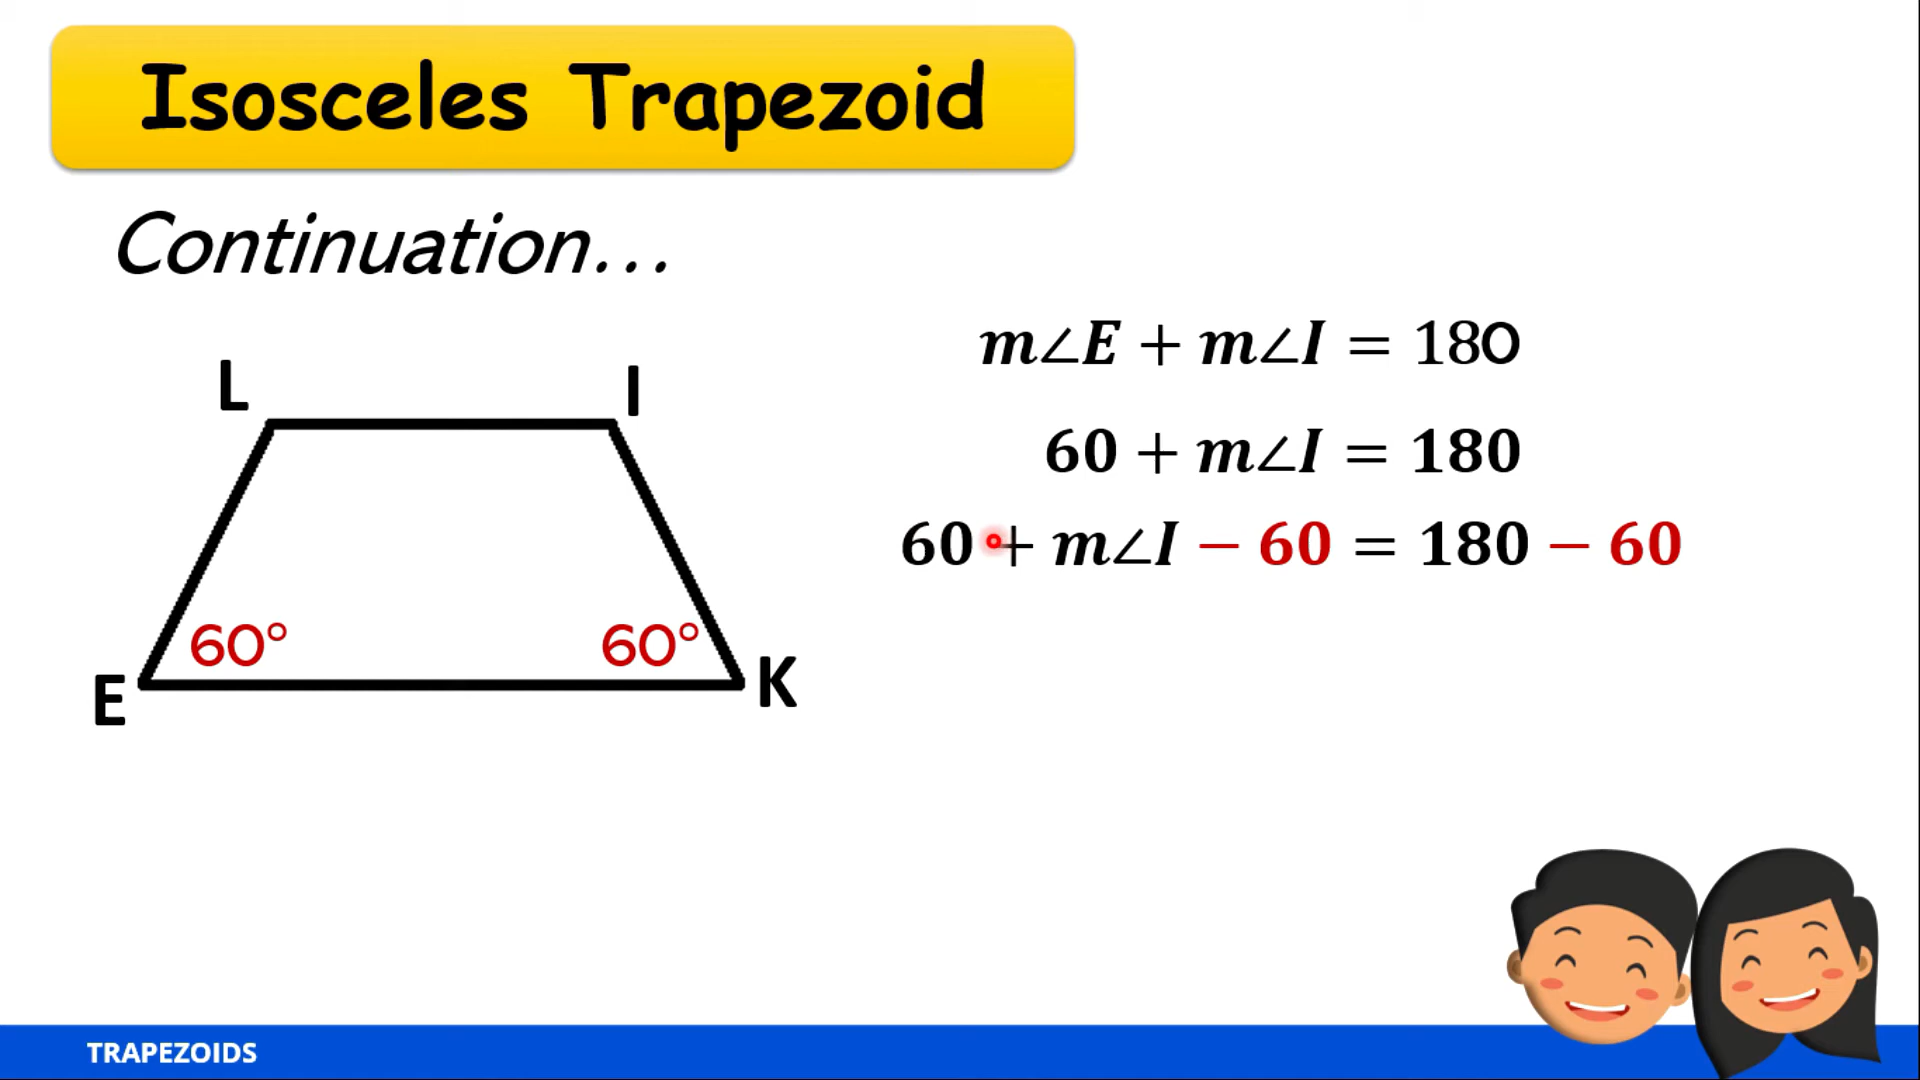 Isosceles Trapezoid
Continuation...
m∠E + m∠I = 180
L I
60 + m∠I = 180
60 + m∠I − 60 = 180 − 60
60° 60°
E K
TRAPEZOIDS